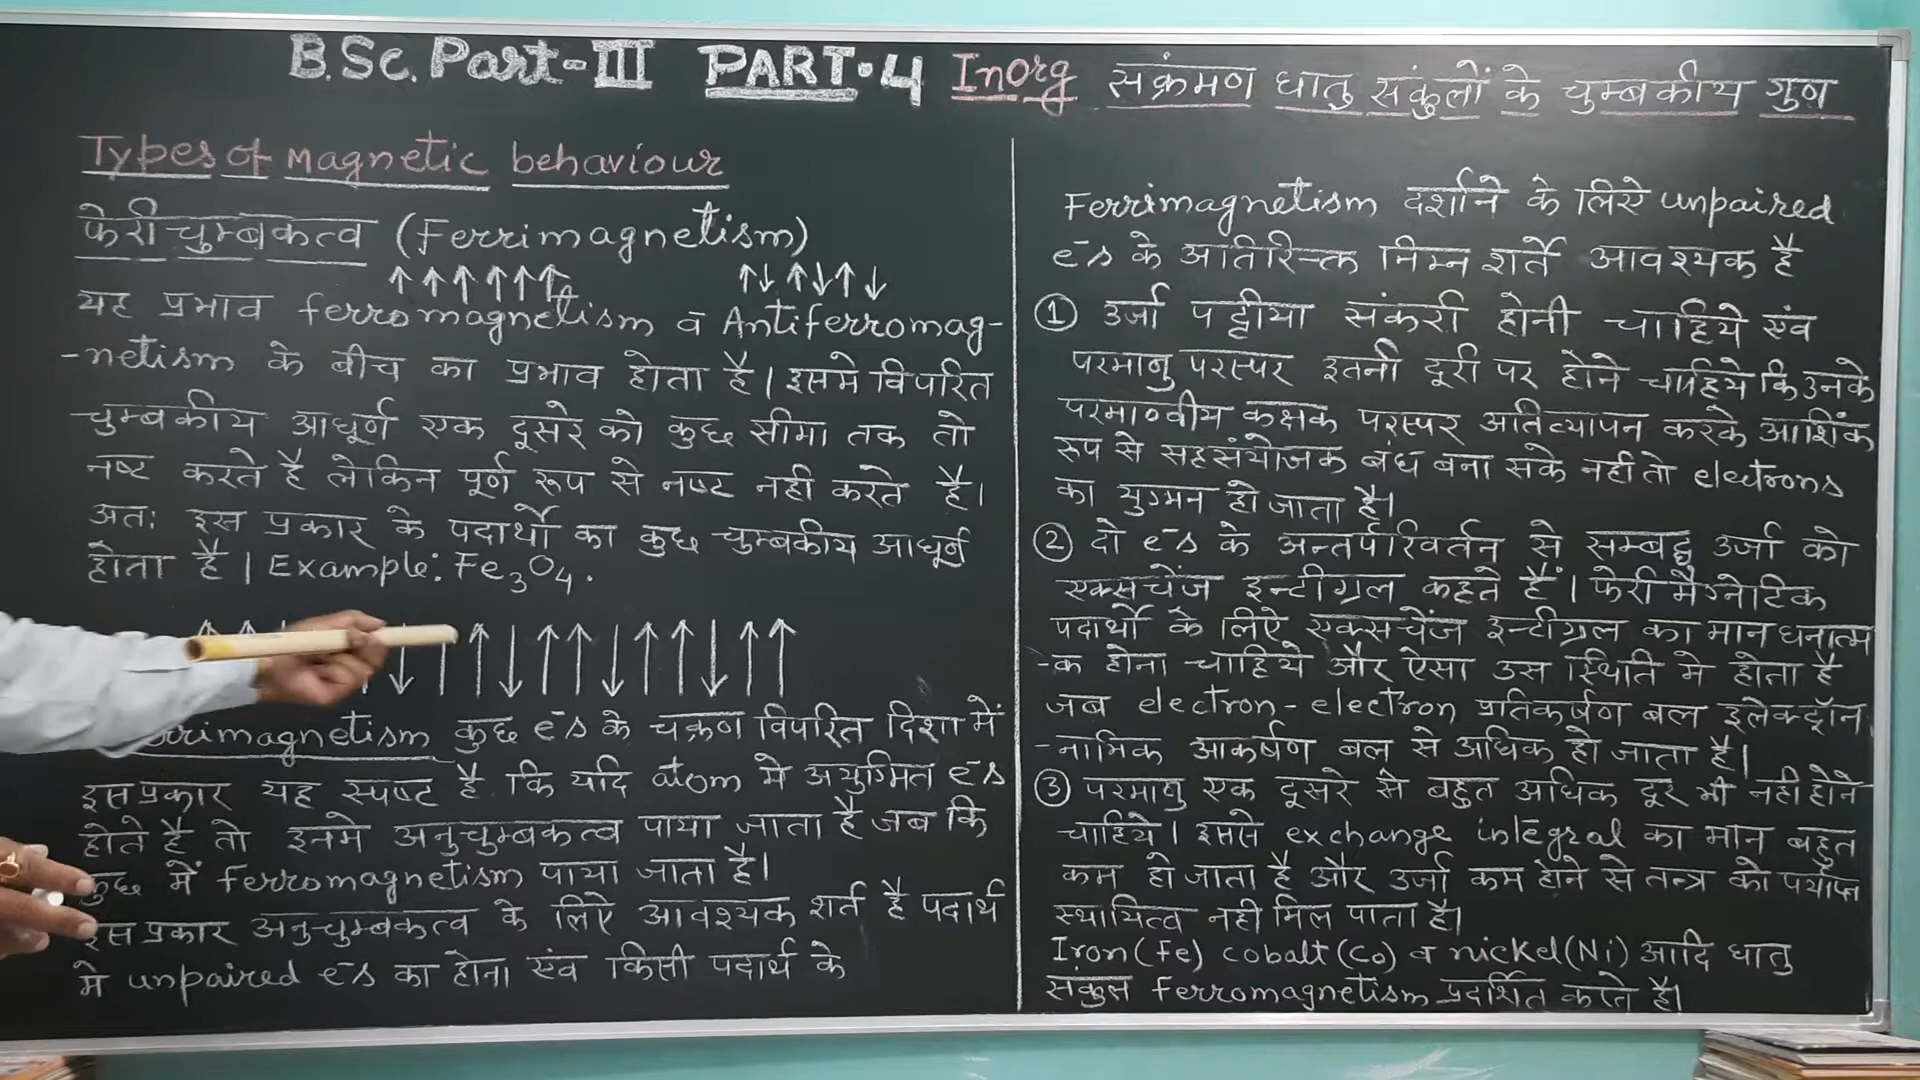 B.Sc. Part-III PART.4 Inorg संक्रमण धातु संकुलों के चुम्बकीय गुण
Types of Magnetic behaviour
फेरीचुम्बकत्व (Ferrimagnetism)
यह प्रभाव ferromagnetism व Antiferromag-
-netism के बीच का प्रभाव होता है। इसमे विपरित
चुम्बकीय आधूर्ण एक दूसरे को कुछ सीमा तक तो
नष्ट करते है लेकिन पूर्ण रूप से नष्ट नही करते है।
अतः इस प्रकार के पदार्थो का कुछ चुम्बकीय आधूर्ण
होता है। Example: Fe3O4.
कुछ e-s के चक्रण विपरित दिशा में
इसप्रकार यह स्पष्ट है कि यदि atom मे अयुग्मित e-s
होते है तो इनमे अनुचुम्बकत्व पाया जाता है जब कि
कुछ में ferromagnetism पाया जाता है।
इस प्रकार अनुचुम्बकत्व के लिए आवश्यक शर्त है पदार्थ
मे unpaired e-s का होना एंव किसी पदार्थ के
Ferrimagnetism दर्शाने के लिऐ unpaired
e-s के अतिरिक्त निम्न शर्ते आवश्यक है
① उर्जा पट्टीया संकरी होनी चाहिये एंव
परमाणु परस्पर इतनी दूरी पर होने चाहिये कि उनके
परमाण्वीय कक्षक परस्पर अतिव्यापन करके आशिंक
रूप से सहसंयोजक बंध बना सके नही तो electrons
का युग्मन हो जाता है।
② दो e-s के अन्तर्परिवर्तन से सम्बद्ध उर्जा को
एक्सचेंज इन्टीग्रल कहते हैं। फेरीमैग्नेटिक
पदार्थो के लिऐ एक्सचेंज इन्टीग्रल का मान धनात्म
-क होना चाहिये और ऐसा उस स्थिति मे होता है
जब electron-electron प्रतिकर्षण बल इलेक्ट्रॉन
-नाभिक आकर्षण बल से अधिक हो जाता है।
③ परमाणु एक दूसरे से बहुत अधिक दूर भी नही होने
चाहिये। इससे exchange integral का मान बहुत
कम हो जाता है और उर्जा कम होने से तन्त्र को पर्याप्त
स्थायित्व नही मिल पाता है।
Iron(Fe) cobalt(Co) व nickel(Ni) आदि धातु
संकुल ferromagnetism प्रदर्शित करते है।